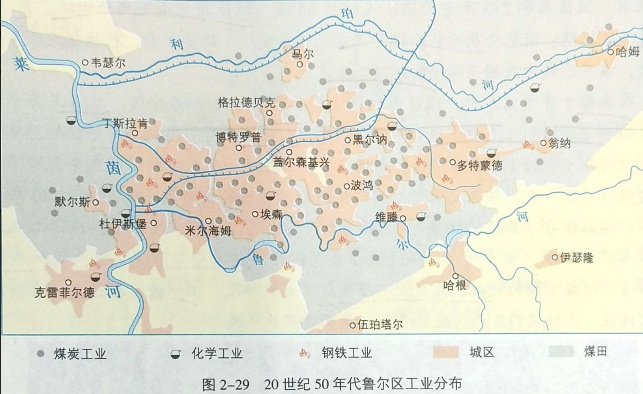 莱
茵
河
利
珀
河
鲁
尔
河
韦瑟尔
马尔
哈姆
格拉德贝克
丁斯拉肯
博特罗普
黑尔讷
翁纳
盖尔森基兴
多特蒙德
波鸿
默尔斯
杜伊斯堡
埃森
维滕
米尔海姆
伊瑟隆
克雷菲尔德
哈根
伍珀塔尔
煤炭工业 化学工业 钢铁工业 城区 煤田
图 2-29 20 世纪 50 年代鲁尔区工业分布